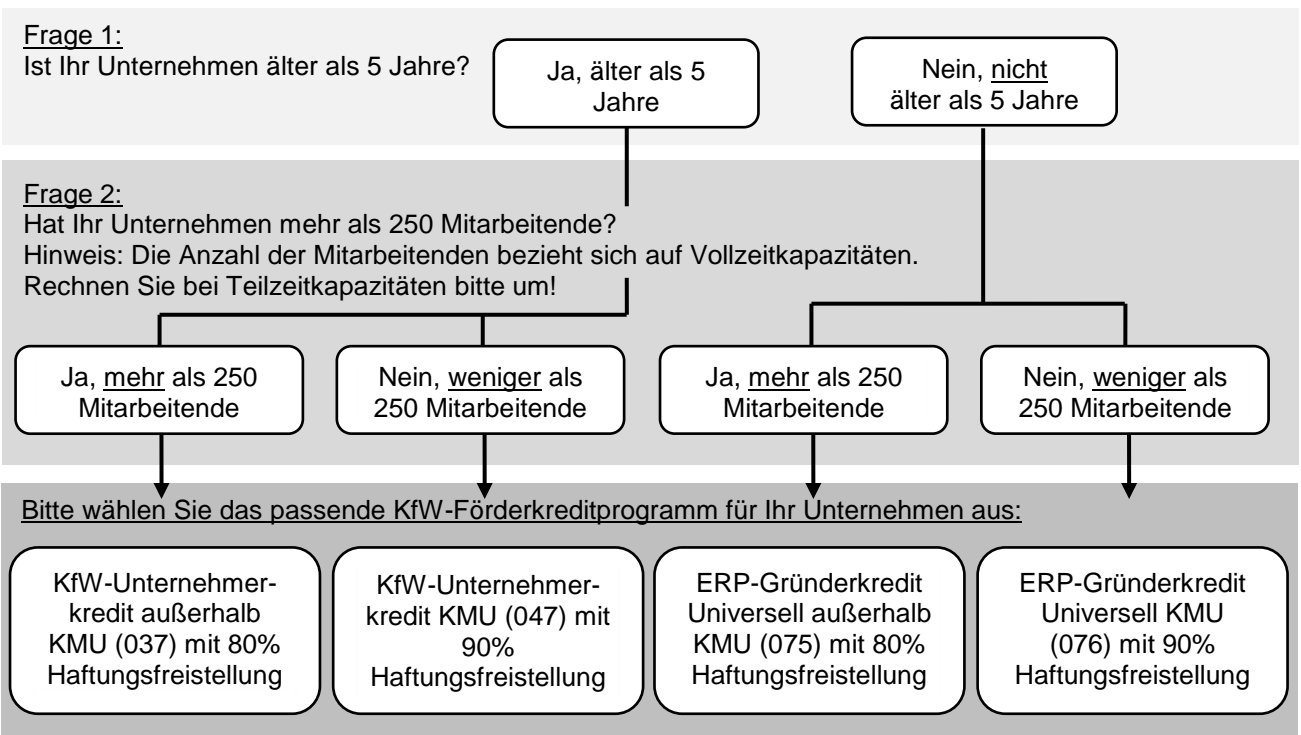 Frage 1:
Ist Ihr Unternehmen älter als 5 Jahre?
Ja, älter als 5
Jahre
Nein, nicht
älter als 5 Jahre
Frage 2:
Hat Ihr Unternehmen mehr als 250 Mitarbeitende?
Hinweis: Die Anzahl der Mitarbeitenden bezieht sich auf Vollzeitkapazitäten.
Rechnen Sie bei Teilzeitkapazitäten bitte um!
Ja, mehr als 250
Mitarbeitende
Nein, weniger als
250 Mitarbeitende
Ja, mehr als 250
Mitarbeitende
Nein, weniger als
250 Mitarbeitende
Bitte wählen Sie das passende KfW-Förderkreditprogramm für Ihr Unternehmen aus:
KfW-Unternehmer-
kredit außerhalb
KMU (037) mit 80%
Haftungsfreistellung
KfW-Unternehmer-
kredit KMU (047) mit
90%
Haftungsfreistellung
ERP-Gründerkredit
Universell außerhalb
KMU (075) mit 80%
Haftungsfreistellung
ERP-Gründerkredit
Universell KMU
(076) mit 90%
Haftungsfreistellung